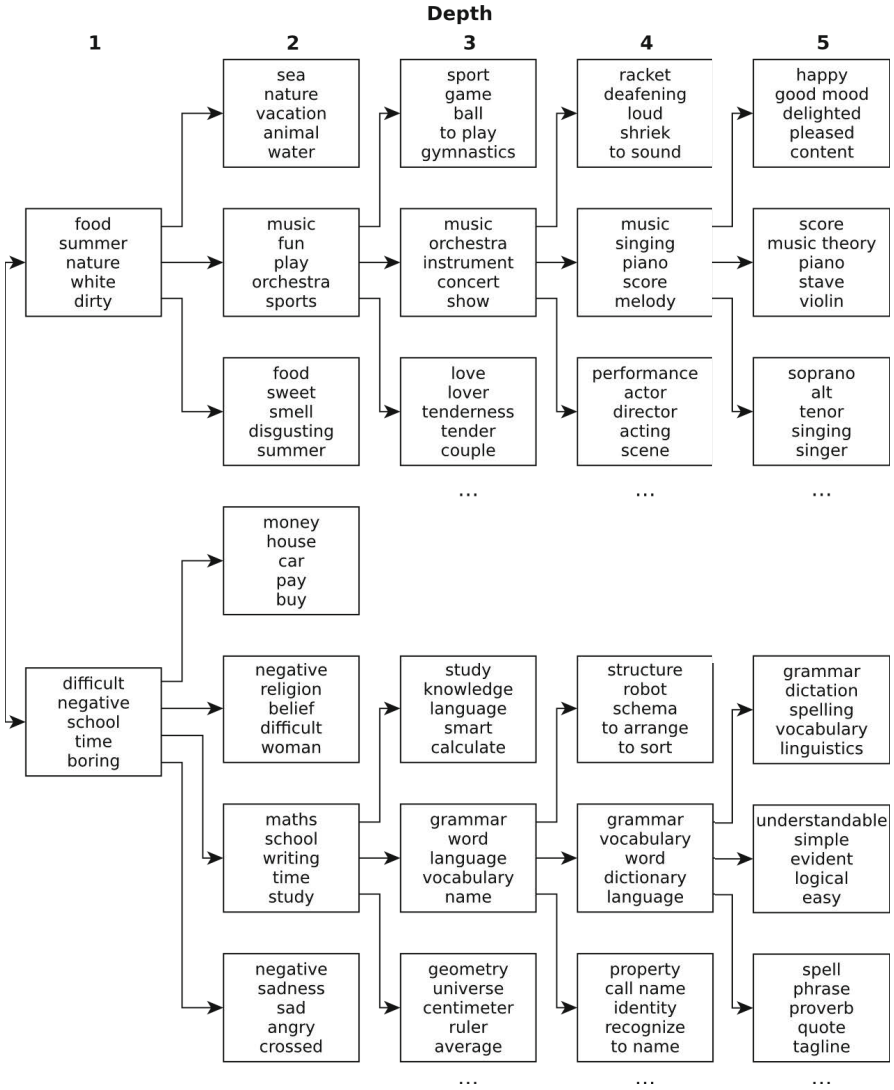 Depth
1
2
3
4
5
sea
nature
vacation
animal
water
sport
game
ball
to play
gymnastics
racket
deafening
loud
shriek
to sound
happy
good mood
delighted
pleased
content
food
summer
nature
white
dirty
music
fun
play
orchestra
sports
music
orchestra
instrument
concert
show
music
singing
piano
score
melody
score
music theory
piano
stave
violin
food
sweet
smell
disgusting
summer
love
lover
tenderness
tender
couple
performance
actor
director
acting
scene
soprano
alt
tenor
singing
singer
...
...
...
money
house
car
pay
buy
difficult
negative
school
time
boring
negative
religion
belief
difficult
woman
study
knowledge
language
smart
calculate
structure
robot
schema
to arrange
to sort
grammar
dictation
spelling
vocabulary
linguistics
maths
school
writing
time
study
grammar
word
language
vocabulary
name
grammar
vocabulary
word
dictionary
language
understandable
simple
evident
logical
easy
negative
sadness
sad
angry
crossed
geometry
universe
centimeter
ruler
average
property
call name
identity
recognize
to name
spell
phrase
proverb
quote
tagline
...
...
...